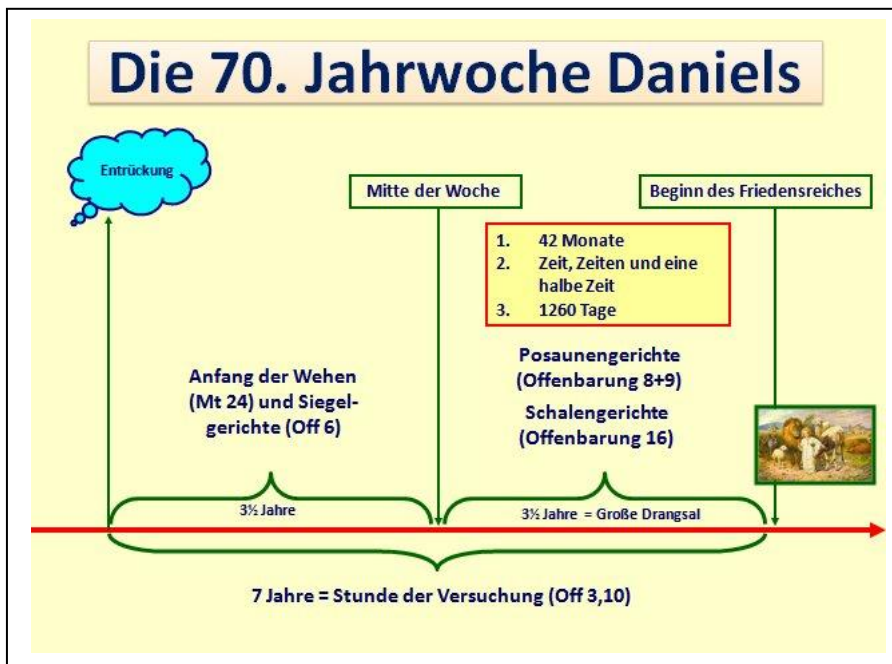 Die 70. Jahrwoche Daniels
Entrückung
Mitte der Woche
Beginn des Friedensreiches
1. 42 Monate
2. Zeit, Zeiten und eine
halbe Zeit
3. 1260 Tage
Anfang der Wehen
(Mt 24) und Siegel-
gerichte (Off 6)
Posaunengerichte
(Offenbarung 8+9)
Schalengerichte
(Offenbarung 16)
3½ Jahre
3½ Jahre = Große Drangsal
7 Jahre = Stunde der Versuchung (Off 3,10)